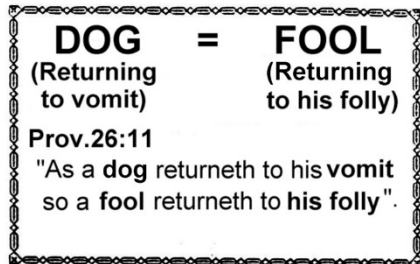 DOG = FOOL
(Returning to vomit) (Returning to his folly)
Prov.26:11
"As a dog returneth to his vomit
so a fool returneth to his folly".